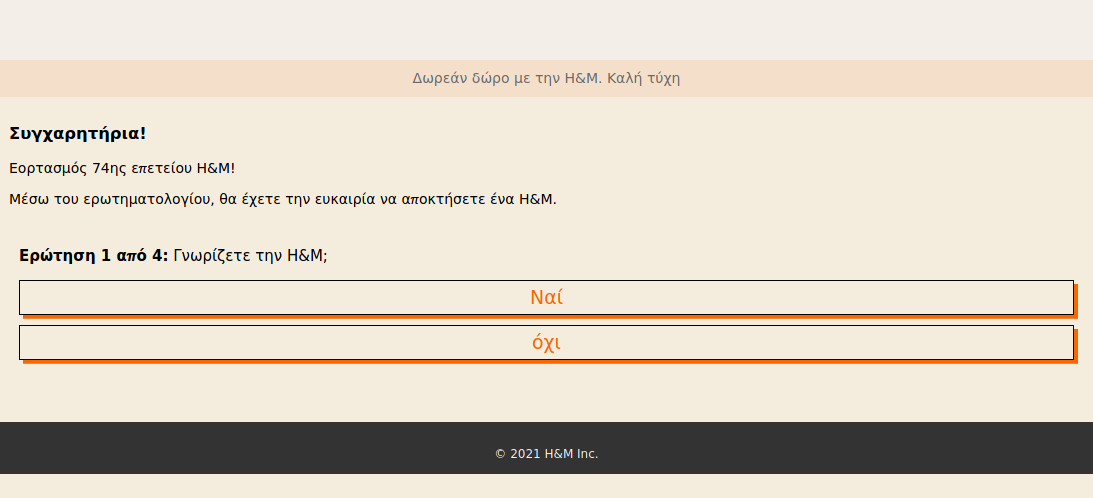 Δωρεάν δώρο με την H&M. Καλή τύχη
Συγχαρητήρια!
Εορτασμός 74ης επετείου H&M!
Μέσω του ερωτηματολογίου, θα έχετε την ευκαιρία να αποκτήσετε ένα H&M.
Ερώτηση 1 από 4: Γνωρίζετε την H&M;
Ναί
όχι
© 2021 H&M Inc.